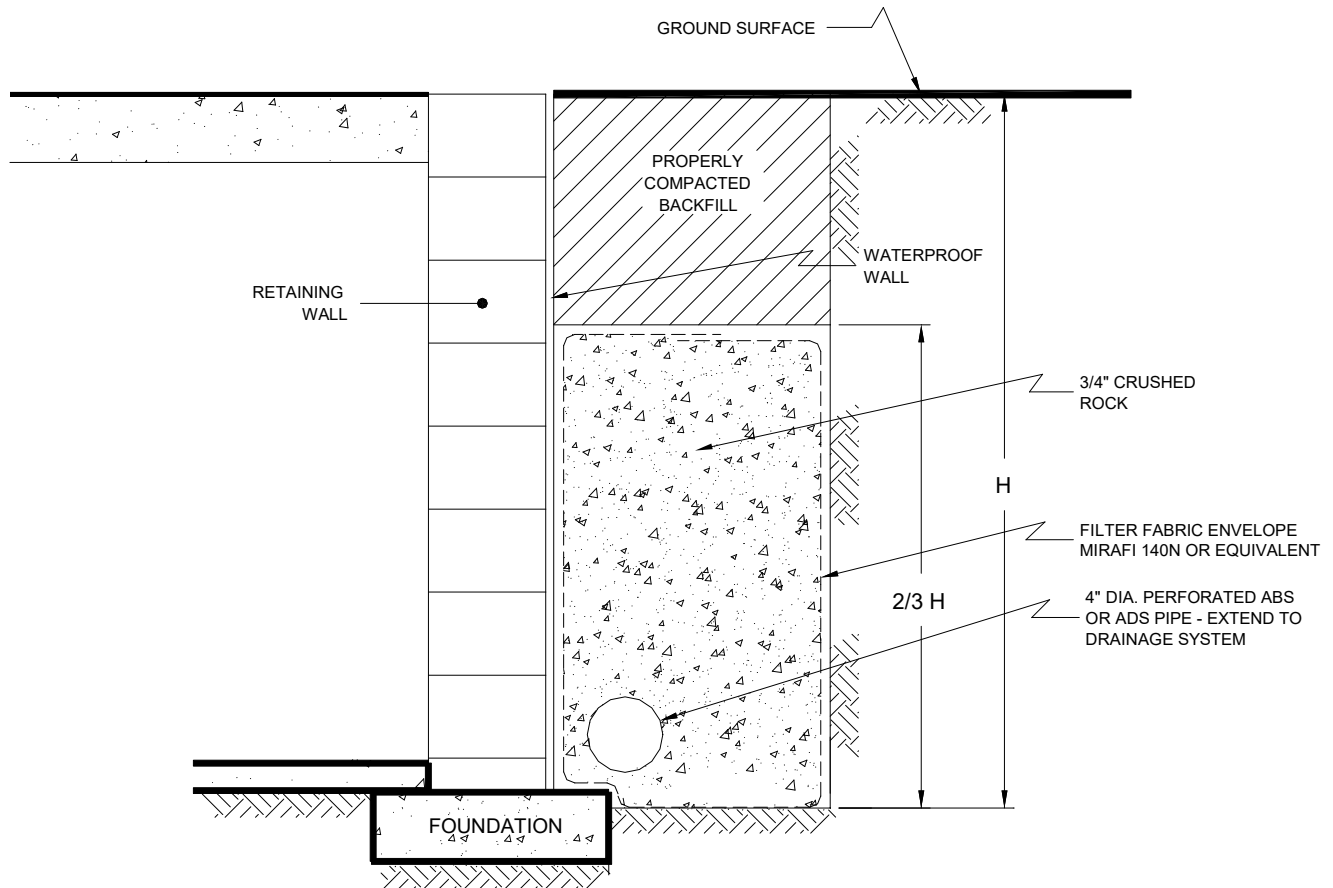 GROUND SURFACE
PROPERLY
COMPACTED
BACKFILL
WATERPROOF
WALL
RETAINING
WALL
3/4" CRUSHED
ROCK
H
FILTER FABRIC ENVELOPE
MIRAFI 140N OR EQUIVALENT
2/3 H
4" DIA. PERFORATED ABS
OR ADS PIPE - EXTEND TO
DRAINAGE SYSTEM
FOUNDATION